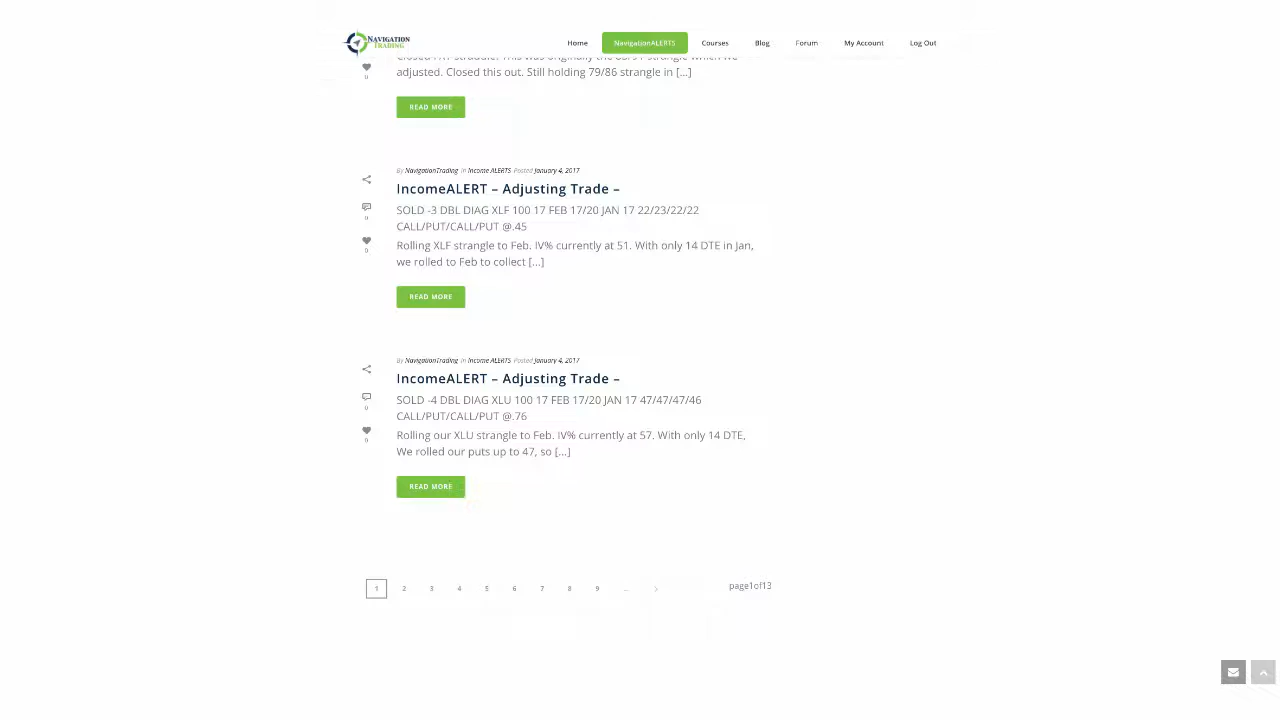 NAVIGATION
TRADING
Home
NavigationALERTS
Courses
Blog
Forum
My Account
Log Out
adjusted. Closed this out. Still holding 79/86 strangle in [...]
0
READ MORE
By NavigationTrading in Income ALERTS Posted January 4, 2017
IncomeALERT – Adjusting Trade –
SOLD -3 DBL DIAG XLF 100 17 FEB 17/20 JAN 17 22/23/22/22
CALL/PUT/CALL/PUT @.45
0
Rolling XLF strangle to Feb. IV% currently at 51. With only 14 DTE in Jan,
we rolled to Feb to collect [...]
0
READ MORE
By NavigationTrading in Income ALERTS Posted January 4, 2017
IncomeALERT – Adjusting Trade –
SOLD -4 DBL DIAG XLU 100 17 FEB 17/20 JAN 17 47/47/47/46
CALL/PUT/CALL/PUT @.76
0
Rolling our XLU strangle to Feb. IV% currently at 57. With only 14 DTE,
We rolled our puts up to 47, so [...]
0
READ MORE
1 2 3 4 5 6 7 8 9 ... >
page1of13